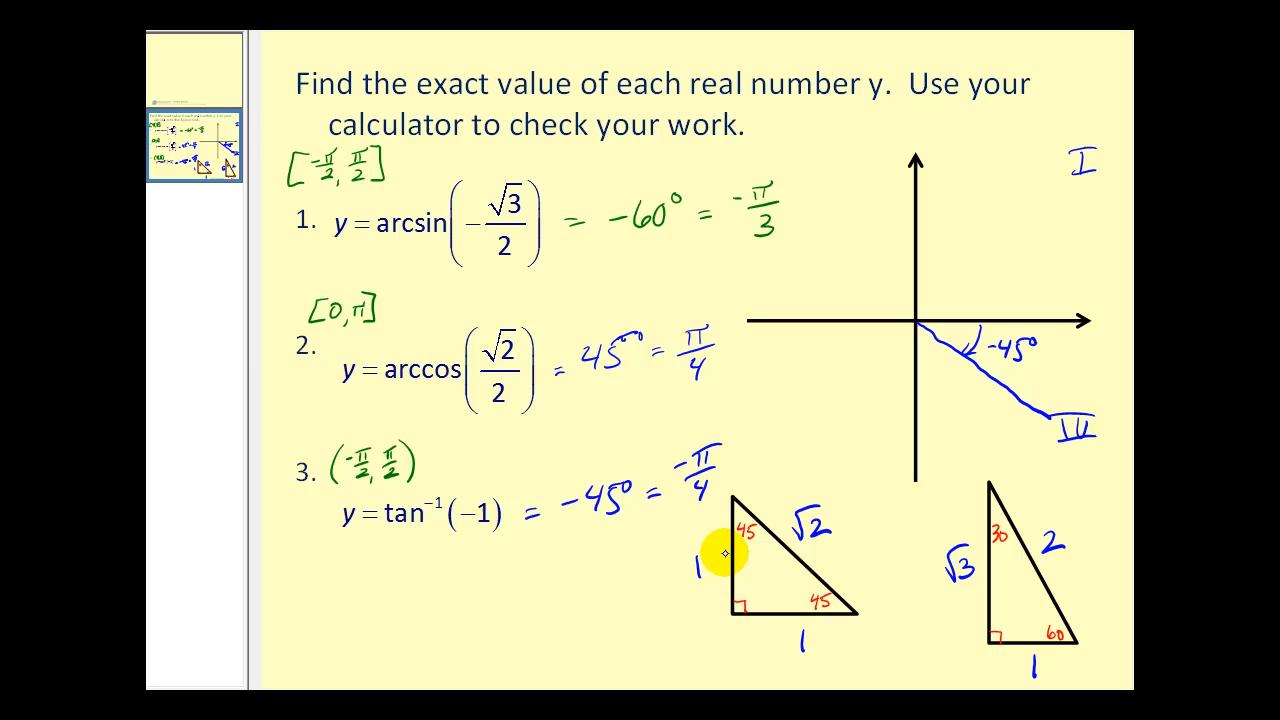 Find the exact value of each real number y. Use your
calculator to check your work.
[-π/2, π/2]
I
1. y = arcsin(-√3/2) = -60° = -π/3
[0, π]
2. y = arccos(√2/2) = 45° = π/4
-45°
IV
3. (-π/2, π/2)
y = tan⁻¹(-1) = -45° = -π/4
45
√2
1
45
1
30
2
√3
60
1